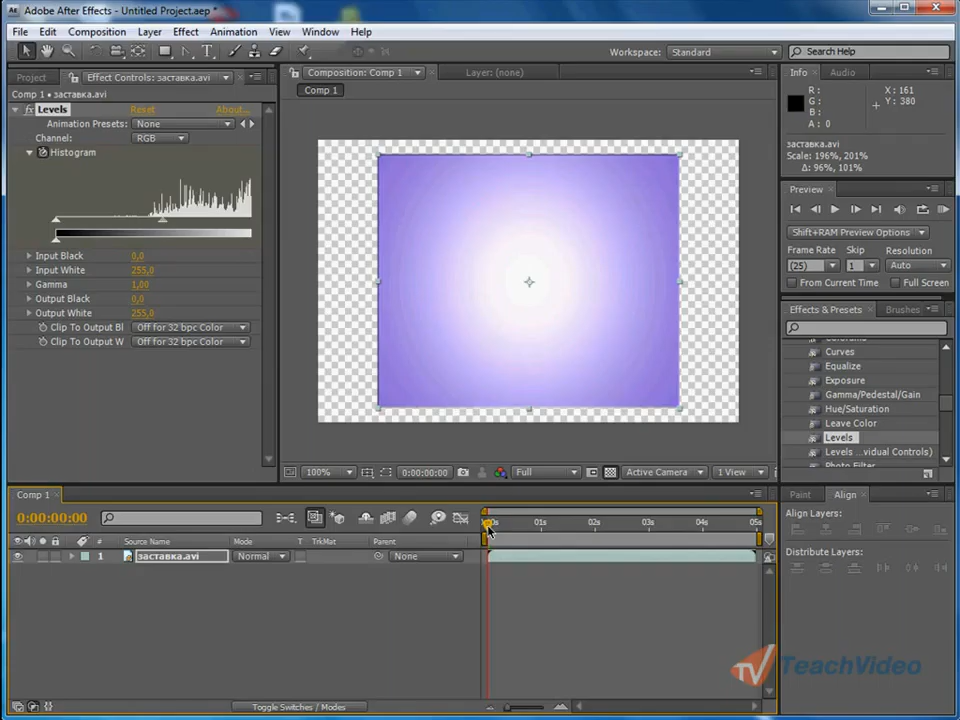 Adobe After Effects - Untitled Project.aep *
File Edit Composition Layer Effect Animation View Window Help
Workspace: Standard
Search Help
Project
Effect Controls: заставка.avi
Comp 1 • заставка.avi
fx Levels Reset About...
Animation Presets: None
Channel: RGB
Histogram
Input Black 0,0
Input White 255,0
Gamma 1,00
Output Black 0,0
Output White 255,0
Clip To Output Bl Off for 32 bpc Color
Clip To Output W Off for 32 bpc Color
Composition: Comp 1
Layer: (none)
Comp 1
100%
0:00:00:00
Full
Active Camera
1 View
Info Audio
R : X : 161
G : Y : 380
B :
A : 0
заставка.avi
Scale: 196%, 201%
Δ: 96%, 101%
Preview
Shift+RAM Preview Options
Frame Rate Skip Resolution
(25) 1 Auto
From Current Time Full Screen
Effects & Presets Brushes
Curves
Equalize
Exposure
Gamma/Pedestal/Gain
Hue/Saturation
Leave Color
Levels
Levels ...vidual Controls)
Photo Filter
Comp 1
0:00:00:00
01s 02s 03s 04s 05s
# Source Name Mode T TrkMat Parent
1 заставка.avi Normal None
Toggle Switches / Modes
Paint Align
Align Layers:
Distribute Layers:
TV TeachVideo